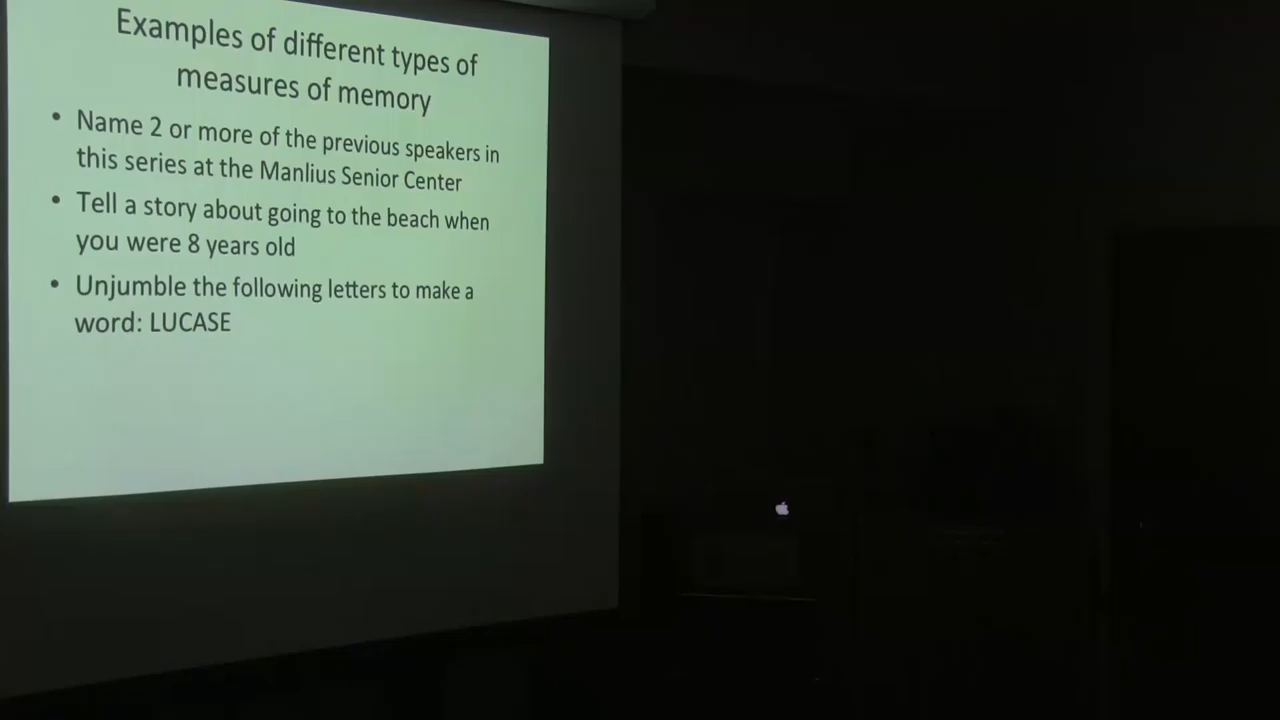 Examples of different types of
measures of memory
• Name 2 or more of the previous speakers in
this series at the Manlius Senior Center
• Tell a story about going to the beach when
you were 8 years old
• Unjumble the following letters to make a
word: LUCASE